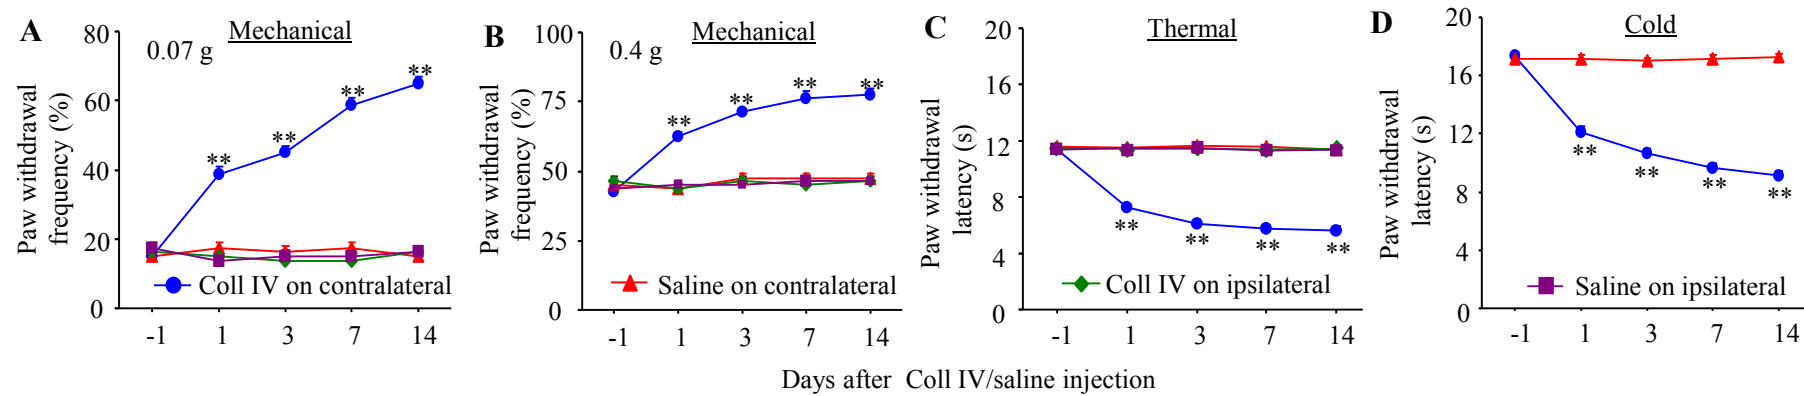 A
Mechanical
0.07 g
Paw withdrawal
frequency (%)
80
60
40
20
0
** ** ** **
Coll IV on contralateral
-1 1 3 7 14
B
Mechanical
0.4 g
Paw withdrawal
frequency (%)
100
75
50
25
0
** ** ** **
Saline on contralateral
-1 1 3 7 14
C
Thermal
Paw withdrawal
latency (s)
20
16
12
8
4
0
** ** ** **
Coll IV on ipsilateral
-1 1 3 7 14
D
Cold
Paw withdrawal
latency (s)
20
16
12
8
4
0
** ** ** **
Saline on ipsilateral
-1 1 3 7 14
Days after Coll IV/saline injection